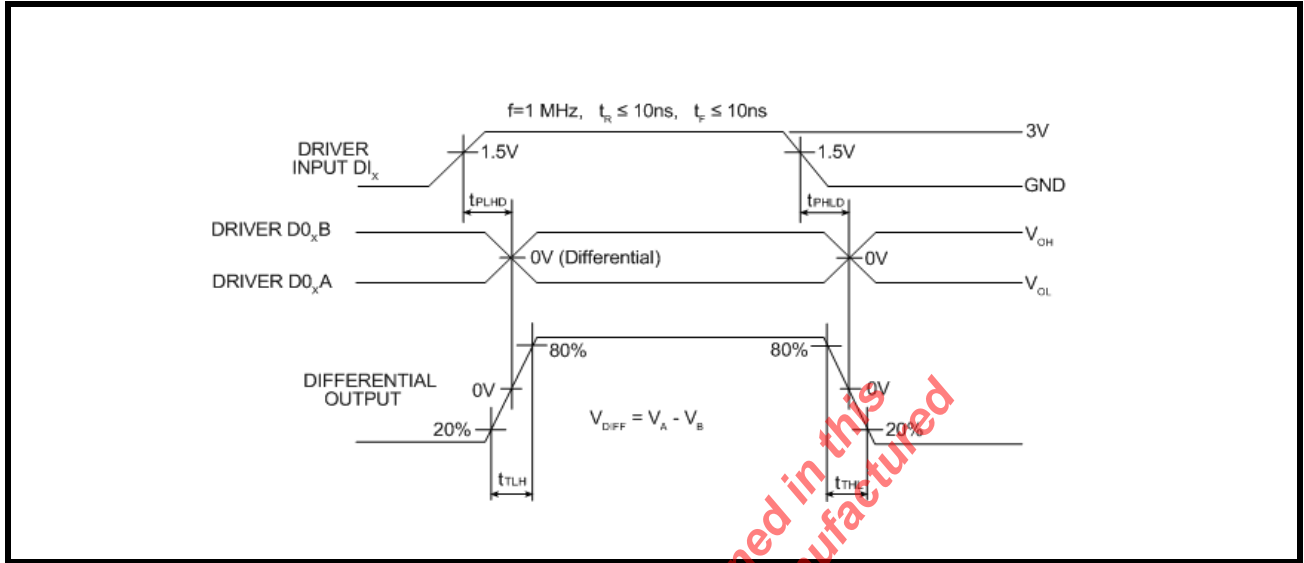 f=1 MHz, tR ≤ 10ns, tF ≤ 10ns
3V
DRIVER
INPUT DIx
1.5V
1.5V
GND
tPLHD
tPHLD
DRIVER D0xB
VOH
0V (Differential)
0V
DRIVER D0xA
VOL
80%
80%
DIFFERENTIAL
OUTPUT
0V
0V
VDIFF = VA - VB
20%
20%
tTLH
tTHL
in this